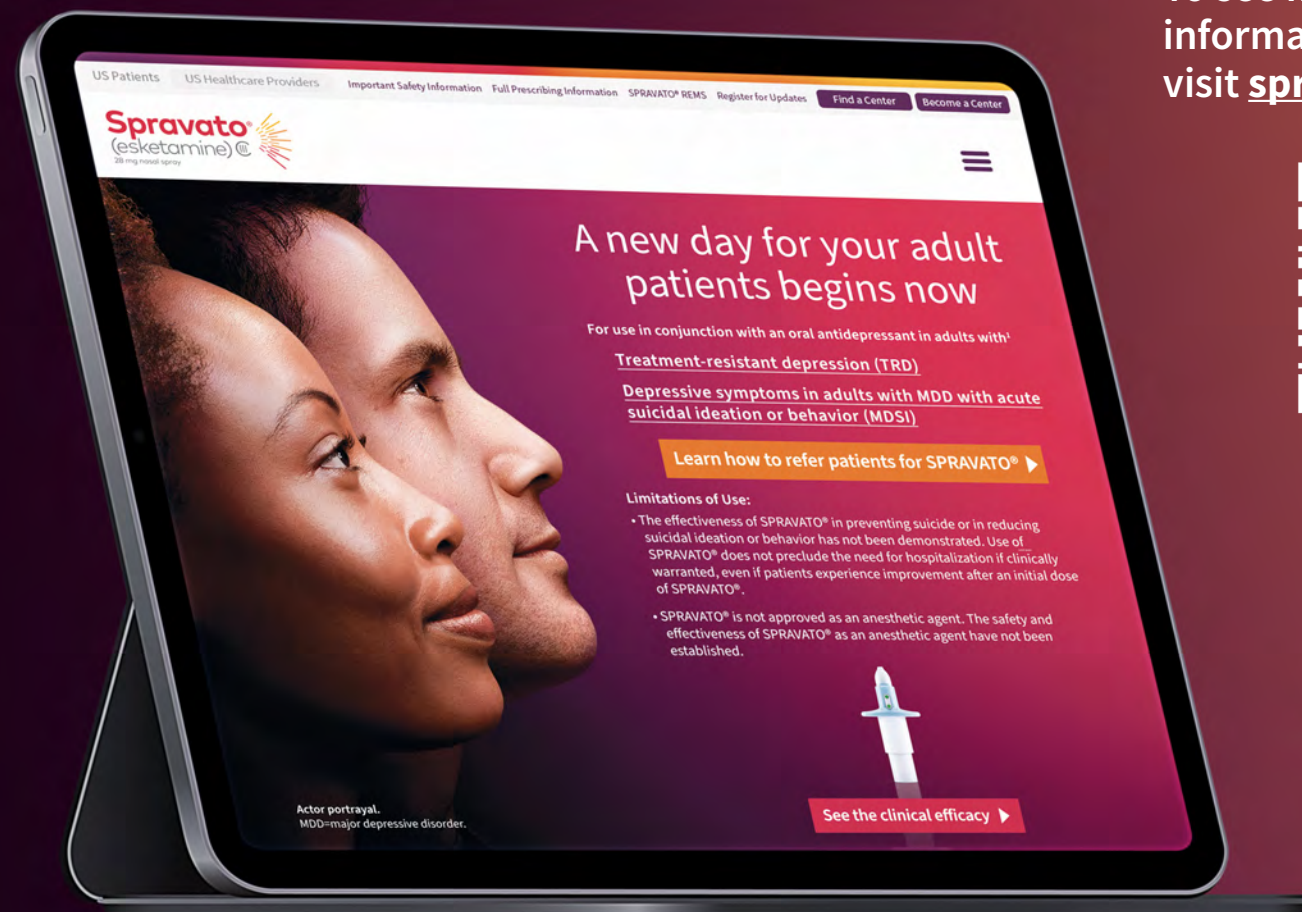 visit
US Patients US Healthcare Providers Important Safety Information Full Prescribing Information SPRAVATO® REMS Register for Updates Find a Center Become a Center
Spravato®
(esketamine) CIII
28 mg nasal spray
A new day for your adult
patients begins now
For use in conjunction with an oral antidepressant in adults with¹
Treatment-resistant depression (TRD)
Depressive symptoms in adults with MDD with acute
suicidal ideation or behavior (MDSI)
Learn how to refer patients for SPRAVATO®
Limitations of Use:
• The effectiveness of SPRAVATO® in preventing suicide or in reducing
suicidal ideation or behavior has not been demonstrated. Use of
SPRAVATO® does not preclude the need for hospitalization if clinically
warranted, even if patients experience improvement after an initial dose
of SPRAVATO®.
• SPRAVATO® is not approved as an anesthetic agent. The safety and
effectiveness of SPRAVATO® as an anesthetic agent have not been
established.
See the clinical efficacy
Actor portrayal.
MDD=major depressive disorder.